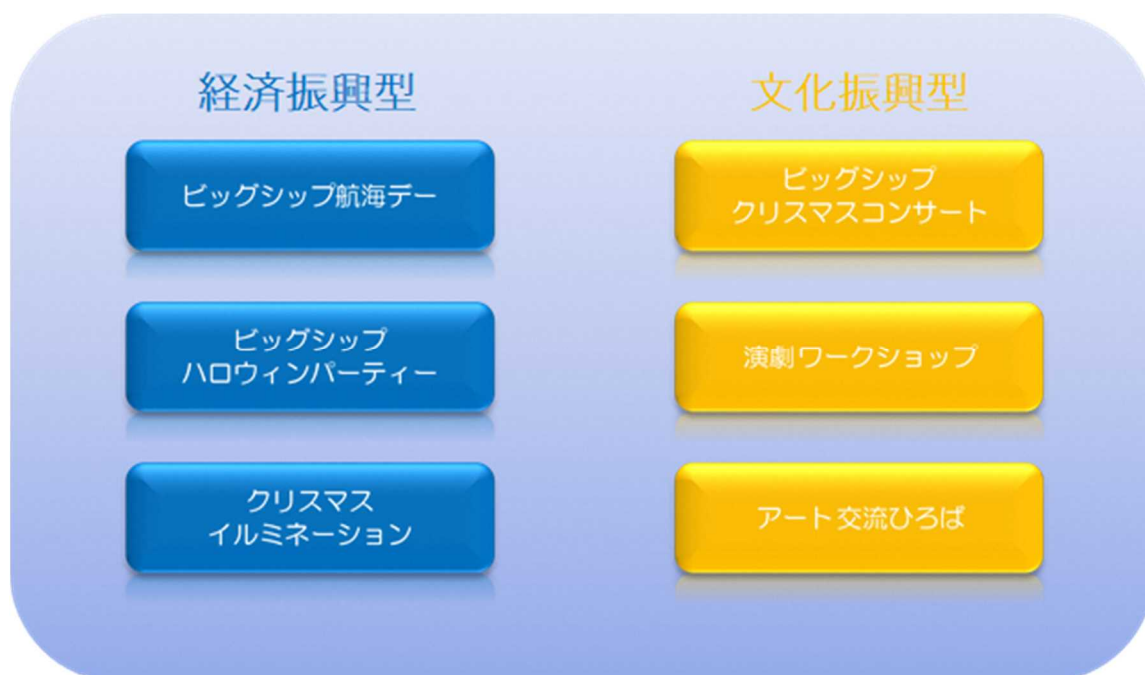 経済振興型
ビッグシップ航海デー
ビッグシップ
ハロウィンパーティー
クリスマス
イルミネーション
文化振興型
ビッグシップ
クリスマスコンサート
演劇ワークショップ
アート交流ひろば